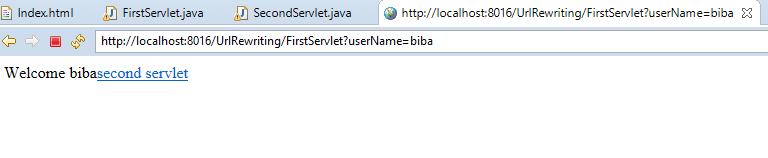 Index.html FirstServlet.java SecondServlet.java http://localhost:8016/UrlRewriting/FirstServlet?userName=biba
http://localhost:8016/UrlRewriting/FirstServlet?userName=biba
Welcome bibasecond servlet